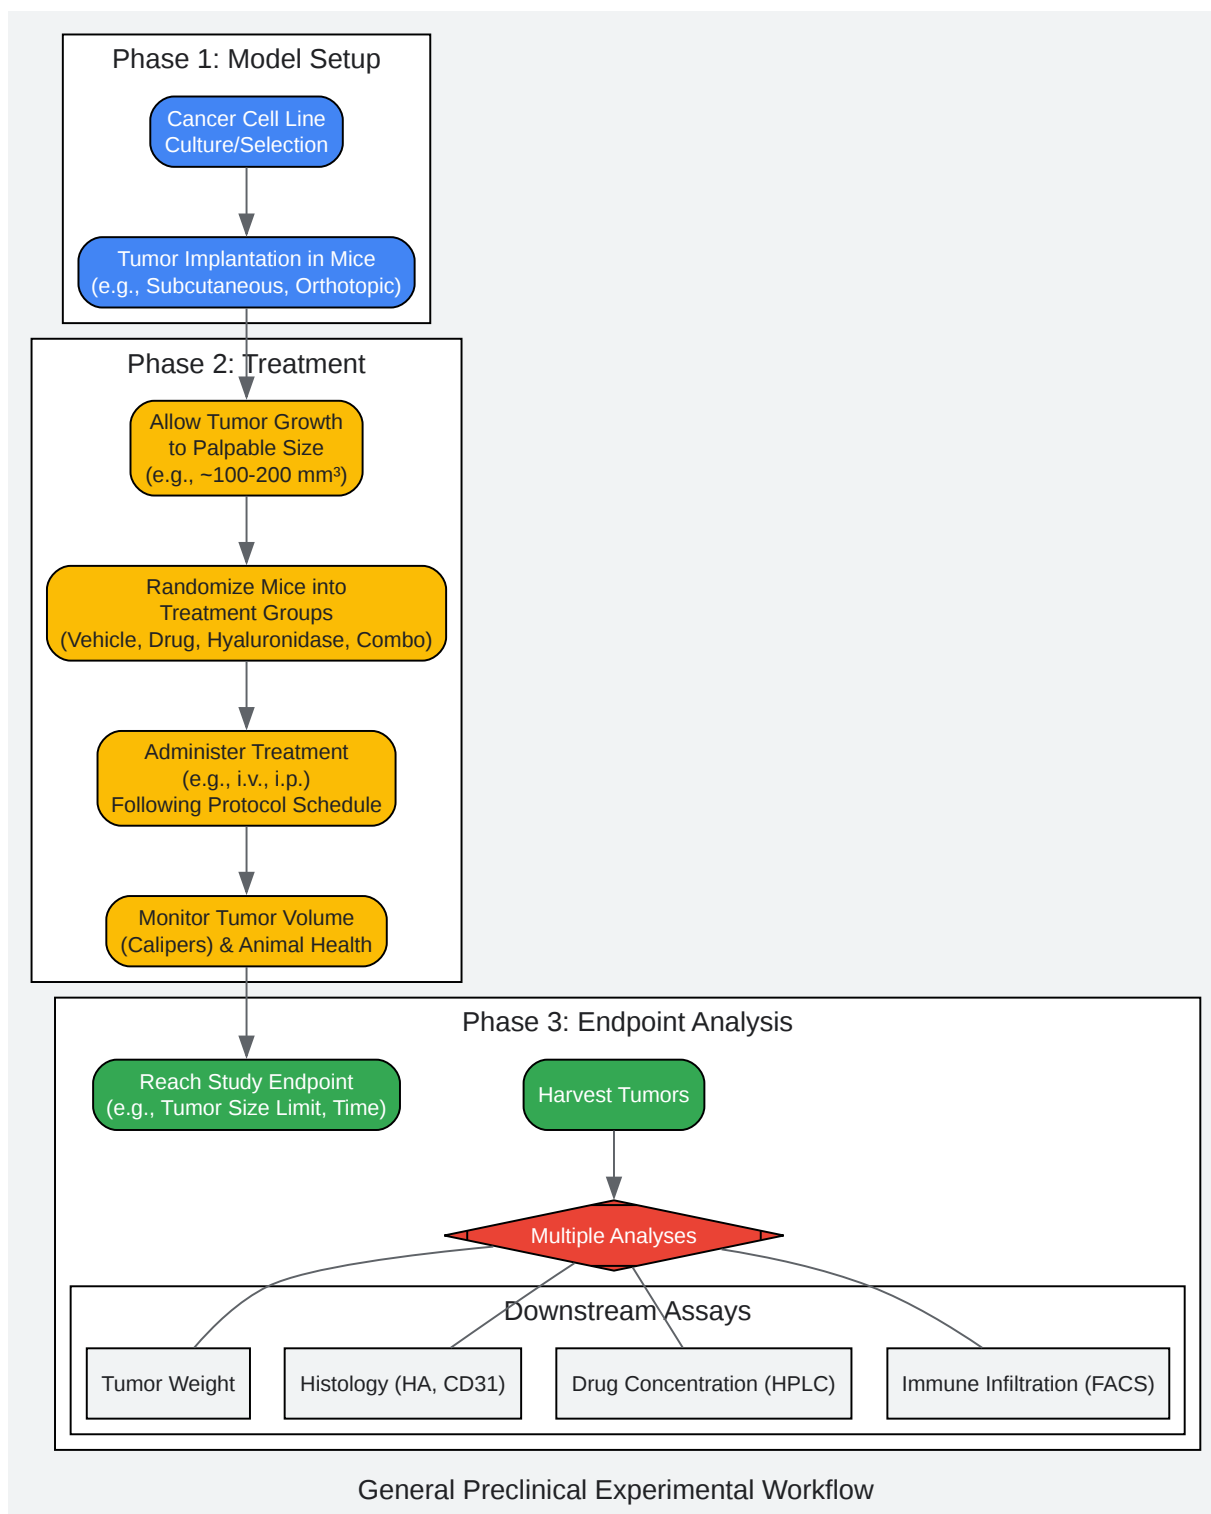 Phase 1: Model Setup
Cancer Cell Line
Culture/Selection
Tumor Implantation in Mice
(e.g., Subcutaneous, Orthotopic)
Phase 2: Treatment
Allow Tumor Growth
to Palpable Size
(e.g., ~100-200 mm³)
Randomize Mice into
Treatment Groups
(Vehicle, Drug, Hyaluronidase, Combo)
Administer Treatment
(e.g., i.v., i.p.)
Following Protocol Schedule
Monitor Tumor Volume
(Calipers) & Animal Health
Phase 3: Endpoint Analysis
Reach Study Endpoint
(e.g., Tumor Size Limit, Time)
Harvest Tumors
Multiple Analyses
Downstream Assays
Tumor Weight
Histology (HA, CD31)
Drug Concentration (HPLC)
Immune Infiltration (FACS)
General Preclinical Experimental Workflow